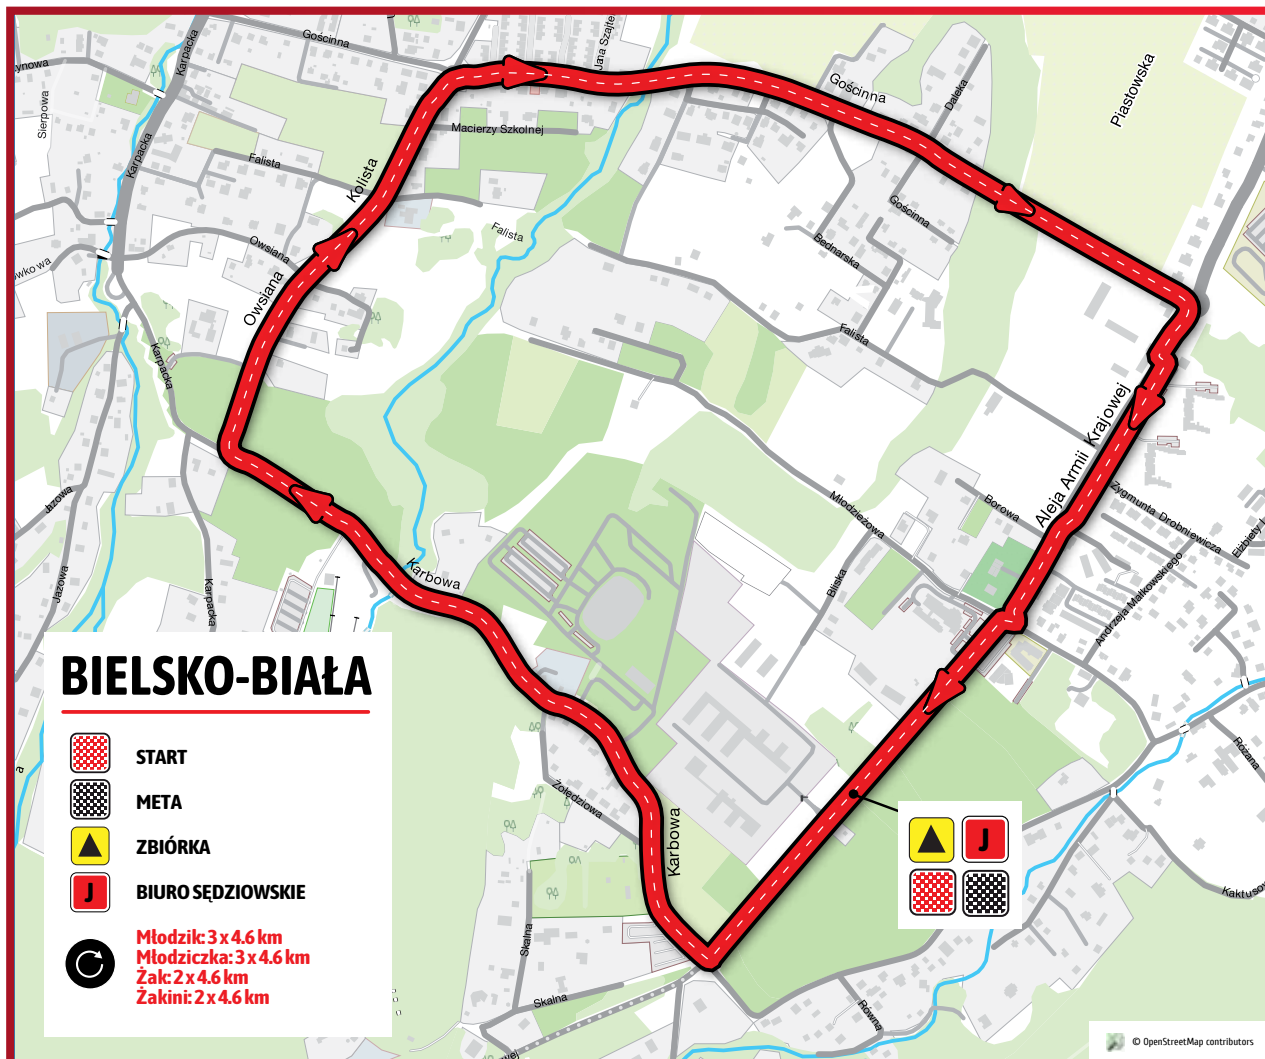 Gościnna
Karpacka
Sierpowa
Karpacka
Falista
Macierzy Szkolnej
Kolista
Owsiana
Owsiana
Falista
Gościnna
Daleka
Piastowska
Gościnna
Bednarska
Falista
Karpacka
Aleja Armii Krajowej
Młodzieżowa
Borowa
Zygmunta Drobniewicza
Andrzeja Małkowskiego
Bliska
Karbowa
Jazowa
Jazowa
Karpacka
Różana
Żołędziowa
Karbowa
Skalna
Skalna
Równa
BIELSKO-BIAŁA
START
META
ZBIÓRKA
J BIURO SĘDZIOWSKIE
Młodzik: 3 x 4.6 km
Młodziczka: 3 x 4.6 km
Żak: 2 x 4.6 km
Żakini: 2 x 4.6 km
J
© OpenStreetMap contributors